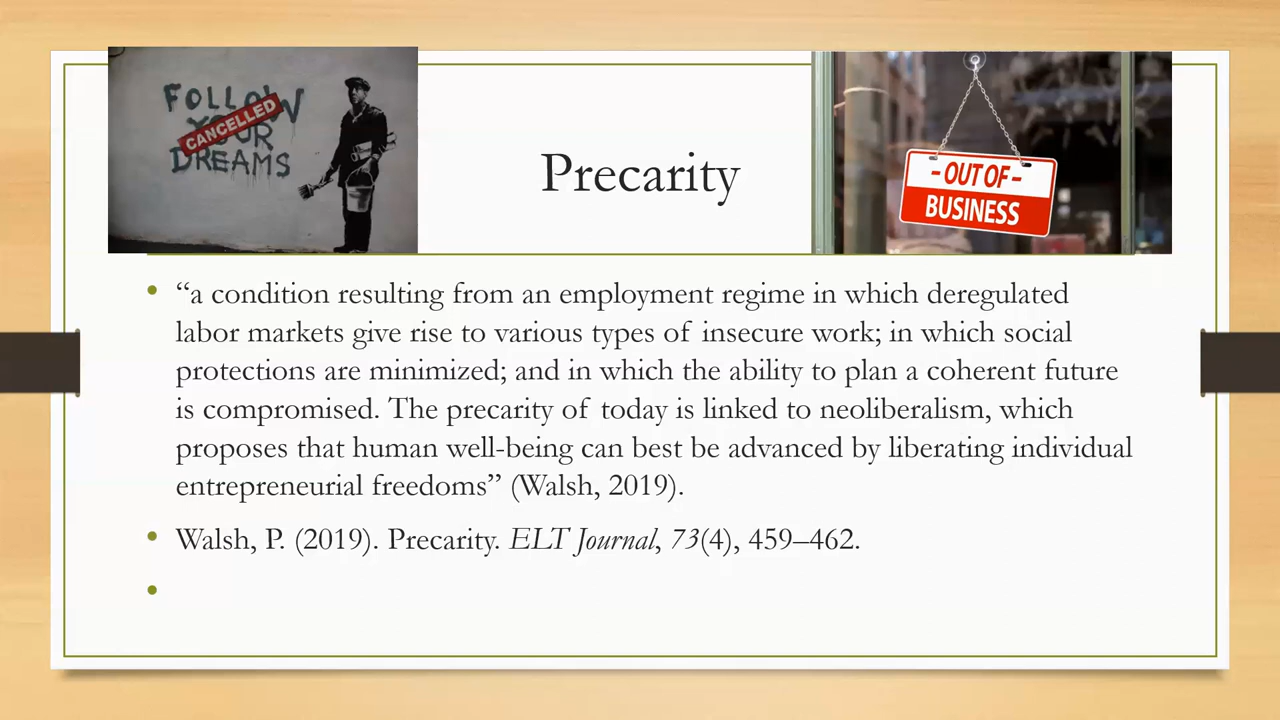 FOLLOW
YOUR
DREAMS
CANCELLED
Precarity
- OUT OF -
BUSINESS
• “a condition resulting from an employment regime in which deregulated
labor markets give rise to various types of insecure work; in which social
protections are minimized; and in which the ability to plan a coherent future
is compromised. The precarity of today is linked to neoliberalism, which
proposes that human well-being can best be advanced by liberating individual
entrepreneurial freedoms” (Walsh, 2019).
• Walsh, P. (2019). Precarity. ELT Journal, 73(4), 459–462.
•